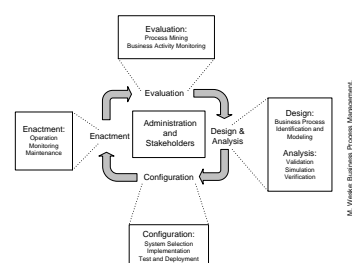 Evaluation:
Process Mining
Business Activity Monitoring
Evaluation
Enactment:
Operation
Monitoring
Maintenance
Enactment
Administration
and
Stakeholders
Design &
Analysis
Design:
Business Process
Identification and
Modeling
Analysis:
Validation
Simulation
Verification
Configuration
Configuration:
System Selection
Implementation
Test and Deployment
M. Weske: Business Process Management,